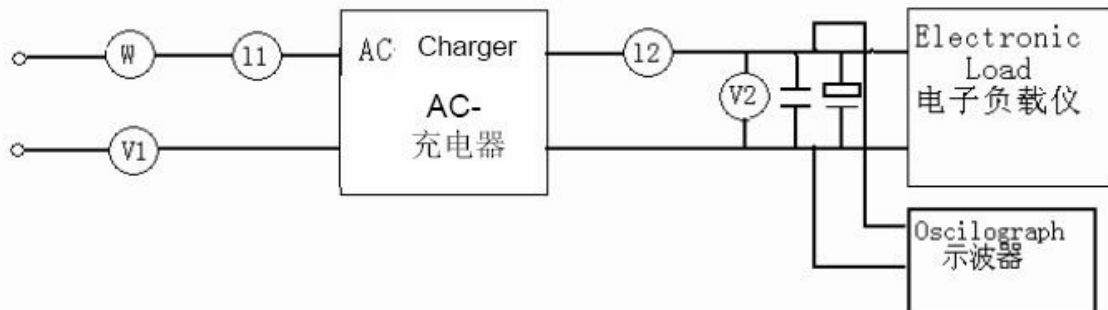 W
11
V1
AC Charger
AC-
充电器
12
V2
Electronic
Load
电子负载仪
Oscilograph
示波器